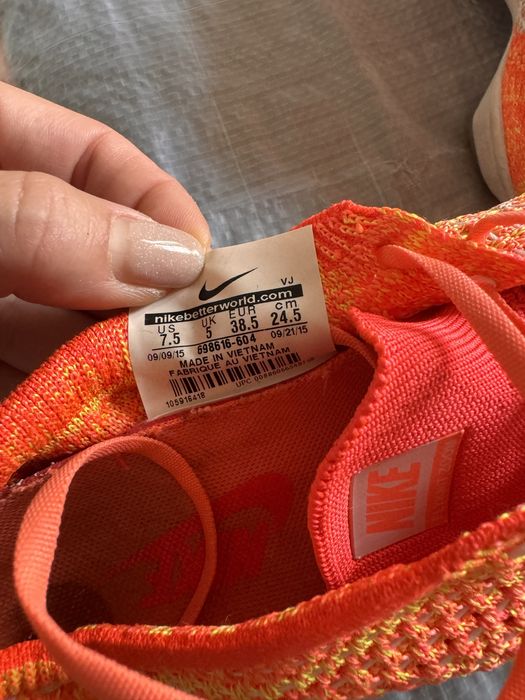 VJ
nikebetterworld.com
US UK EUR cm
7.5 5 38.5 24.5
09/09/15 698616-604 09/21/15
MADE IN VIETNAM
FABRIQUE AU VIETNAM
105916418
NIKE